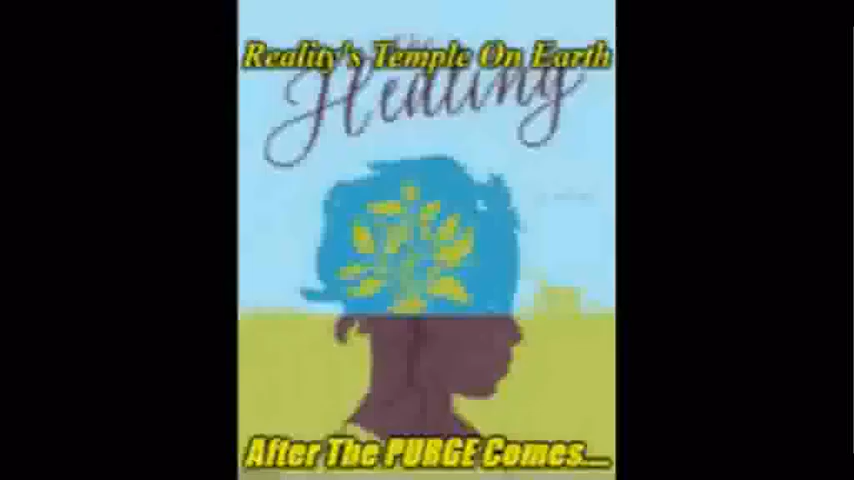 Reality's Temple On Earth
Healing
After The PURGE Comes....